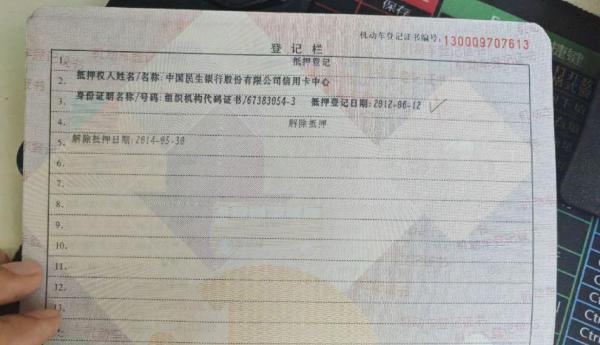 机动车登记证书编号:130009707613
登记栏
1. 抵押登记
2. 抵押权人姓名/名称:中国民生银行股份有限公司信用卡中心
3. 身份证明名称/号码:组织机构代码证书/67383054-3 抵押登记日期:2012-06-12
4. 解除抵押
5. 解除抵押日期:2014-05-30
6.
7.
8.
9.
10.
11.
12.
13.
保存
捷键
Ctrl